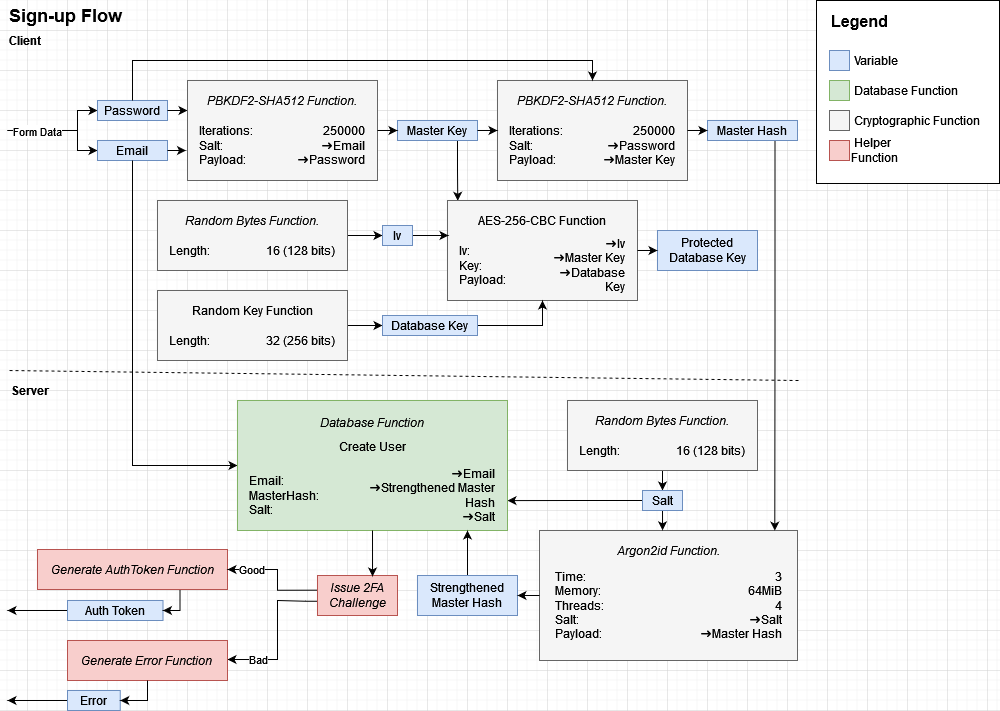 Sign-up Flow
Client
Legend
Variable
Database Function
Cryptographic Function
Helper
Function
Form Data
Password
Email
PBKDF2-SHA512 Function.
Iterations: 250000
Salt: →Email
Payload: →Password
Master Key
PBKDF2-SHA512 Function.
Iterations: 250000
Salt: →Password
Payload: →Master Key
Master Hash
Random Bytes Function.
Length: 16 (128 bits)
Iv
AES-256-CBC Function
Iv: →Iv
Key: →Master Key
Payload: →Database
Key
Protected
Database Key
Random Key Function
Length: 32 (256 bits)
Database Key
Server
Database Function
Create User
Email: →Email
MasterHash: →Strengthened Master
Hash
Salt: →Salt
Random Bytes Function.
Length: 16 (128 bits)
Salt
Argon2id Function.
Time: 3
Memory: 64MiB
Threads: 4
Salt: →Salt
Payload: →Master Hash
Strengthened
Master Hash
Issue 2FA
Challenge
Good
Generate AuthToken Function
Auth Token
Bad
Generate Error Function
Error